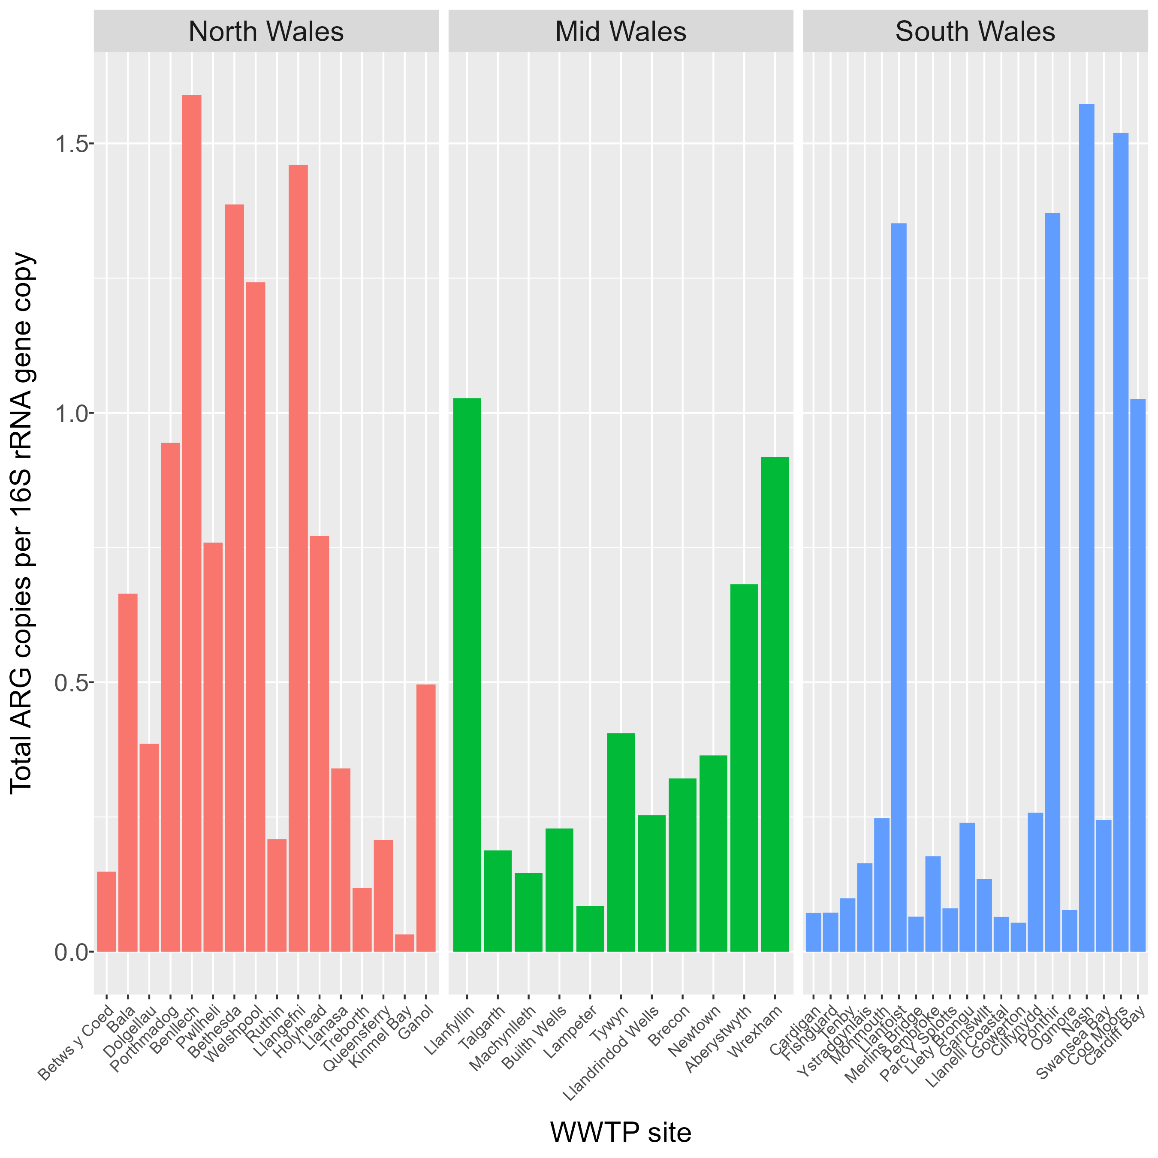 North Wales
Mid Wales
South Wales
Total ARG copies per 16S rRNA gene copy
1.5
1.0
0.5
0.0
Betws y Coed
Bala
Dolgellau
Porthmadog
Benllech
Pwllheli
Bethesda
Welshpool
Ruthin
Llangefni
Holyhead
Llanasa
Treborth
Queensferry
Kinmel Bay
Ganol
Llanfyllin
Talgarth
Machynlleth
Builth Wells
Lampeter
Tywyn
Llandrindod Wells
Brecon
Newtown
Aberystwyth
Wrexham
Cardigan
Fishguard
Tenby
Ystradgynlais
Monmouth
Llanfoist
Merlins Bridge
Pembroke
Parc y Splotts
Llety Brongu
Garnswllt
Llanelli Coastal
Gowerton
Cilfynydd
Ponthir
Ogmore
Nash
Swansea Bay
Cog Moors
Cardiff Bay
WWTP site